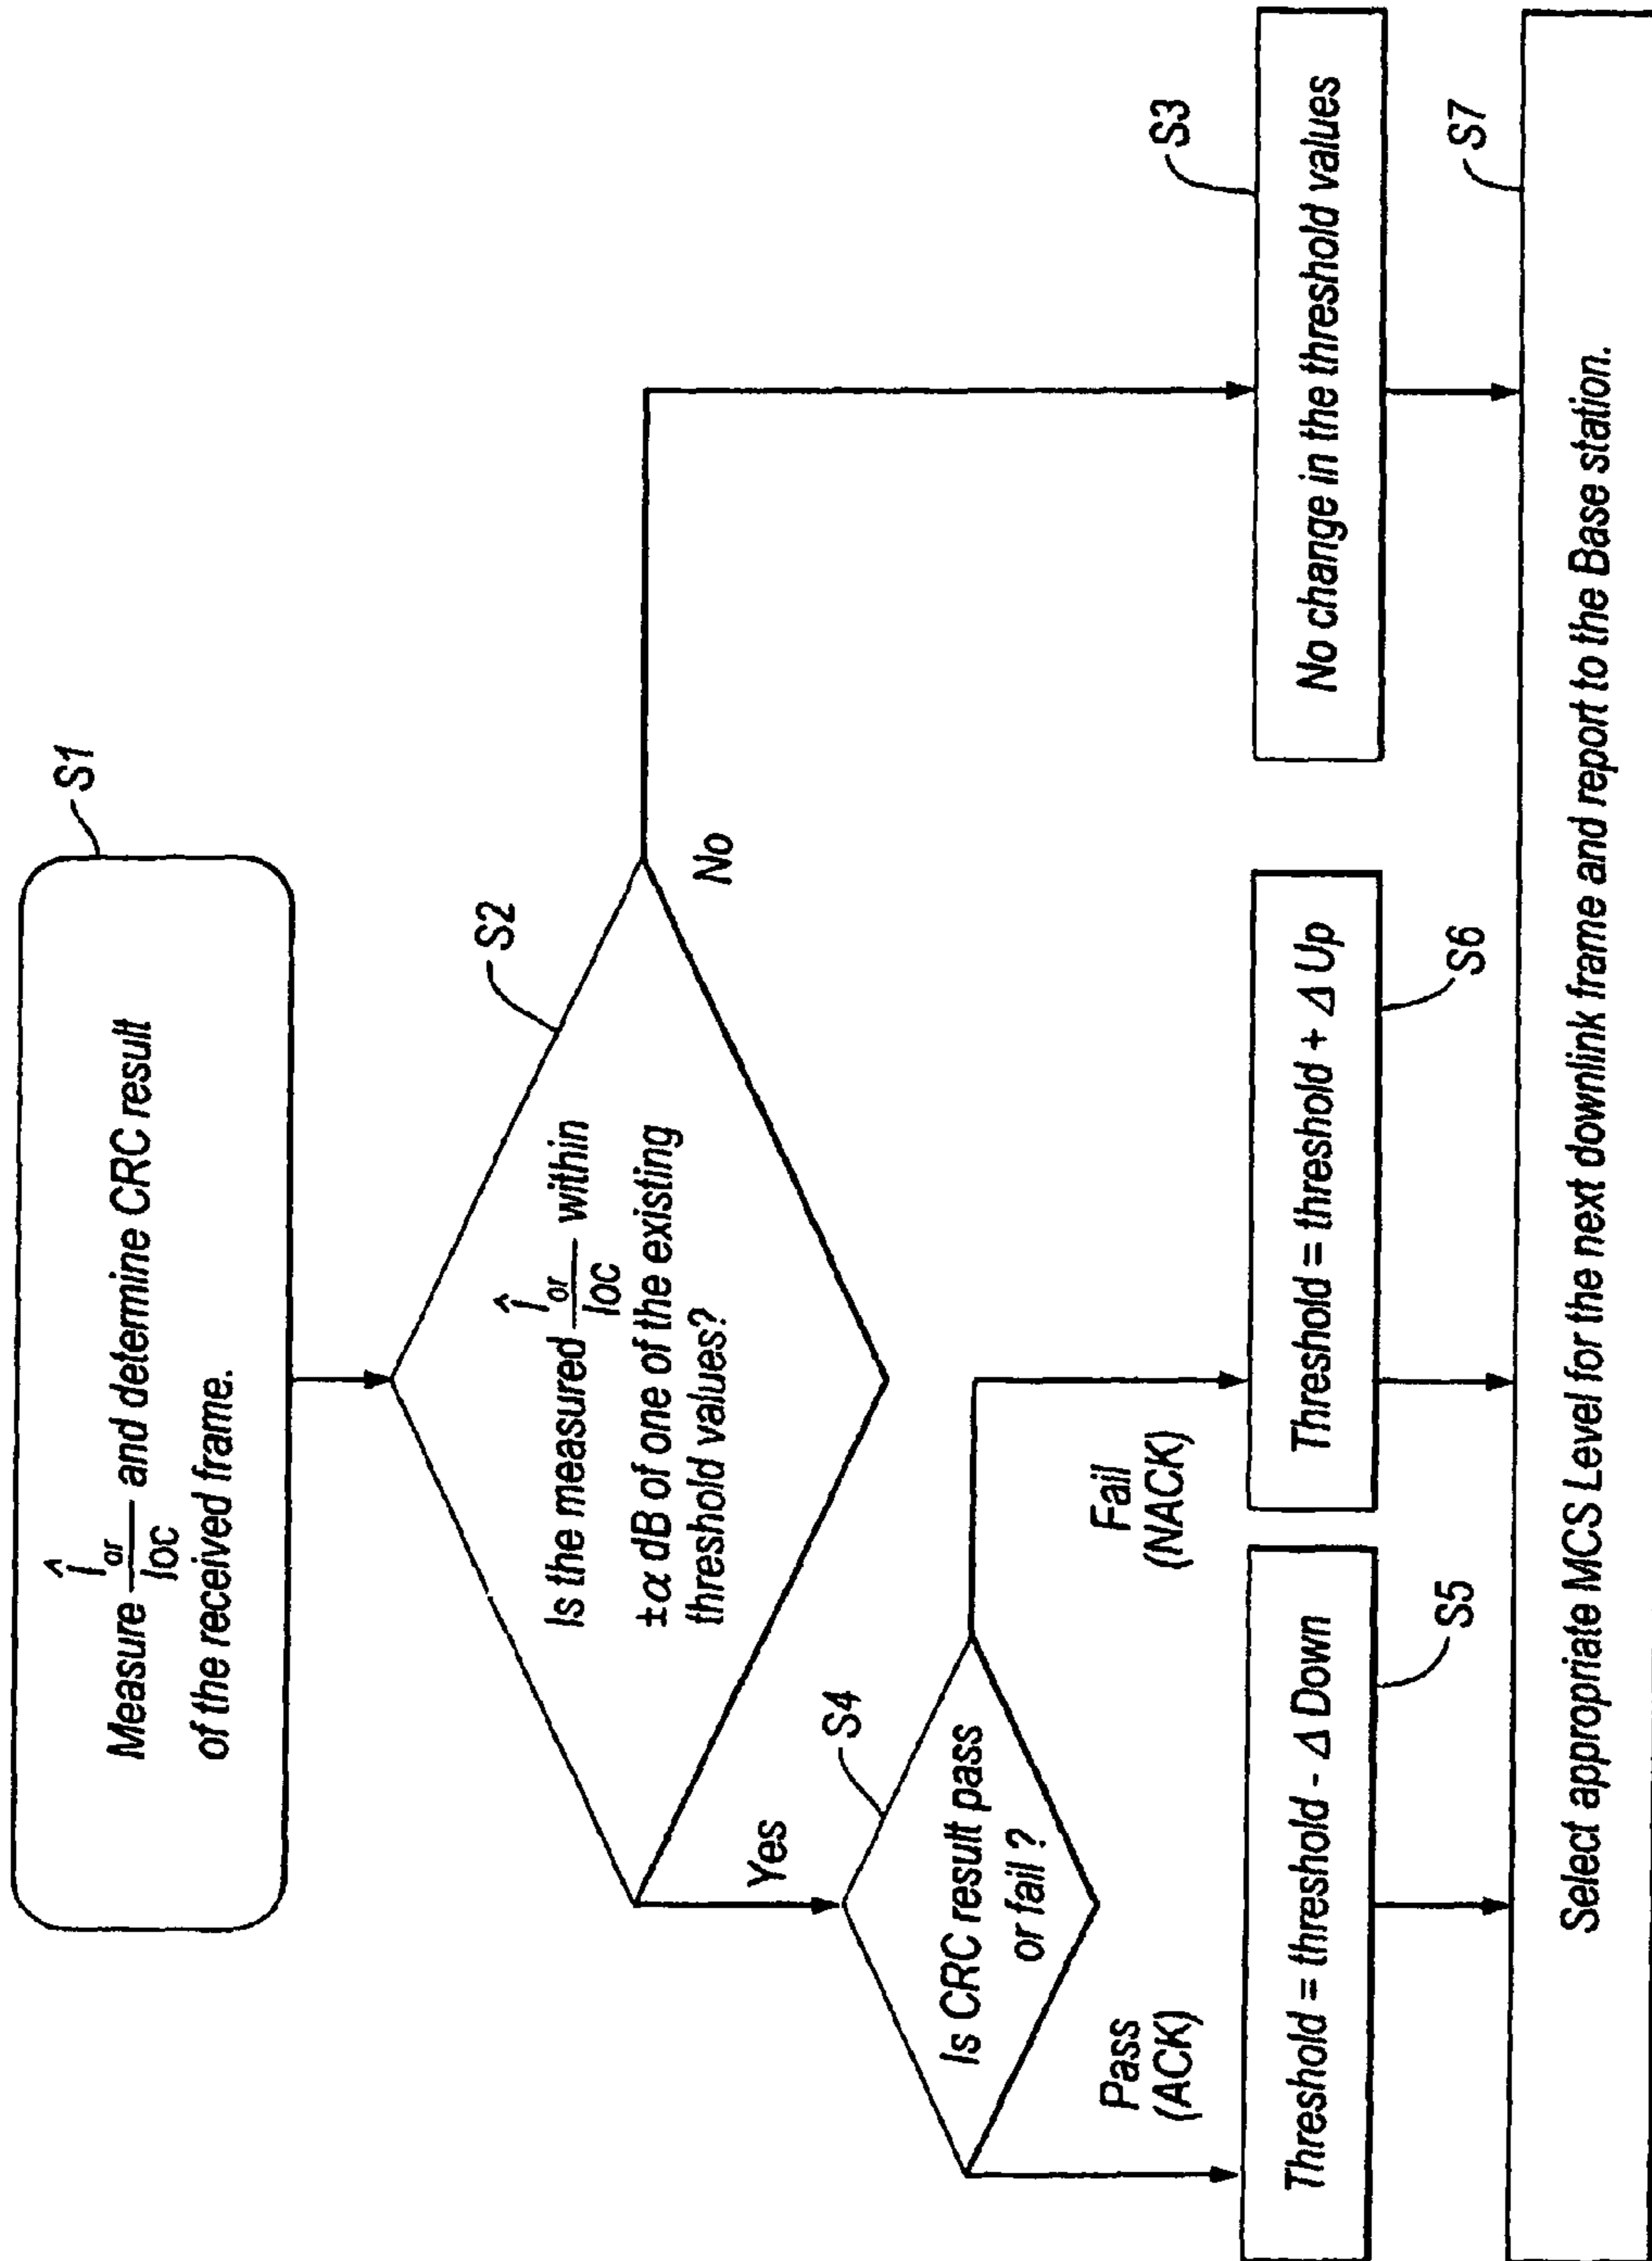 S1
Measure Îor/Ioc and determine CRC result
of the received frame.
S2
Is the measured Îor/Ioc within
±α dB of one of the existing
threshold values?
Yes
No
S4
Is CRC result pass
or fail ?
Pass
(ACK)
Fail
(NACK)
S3
Threshold = threshold - Δ Down
Threshold = threshold + Δ Up
No change in the threshold values
S5
S6
S7
Select appropriate MCS Level for the next downlink frame and report to the Base station.